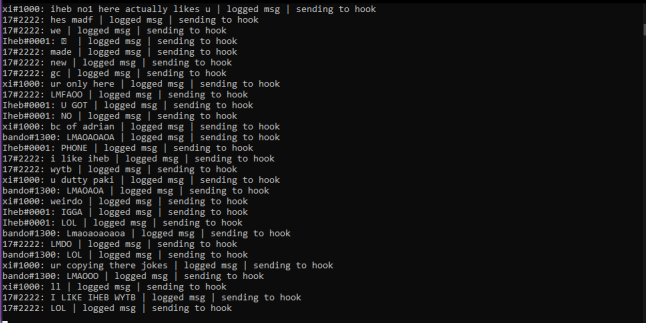 xi#1000: iheb no1 here actually likes u | logged msg | sending to hook
17#2222: hes madf | logged msg | sending to hook
17#2222: we | logged msg | sending to hook
Iheb#0001: | logged msg | sending to hook
17#2222: made | logged msg | sending to hook
17#2222: new | logged msg | sending to hook
17#2222: gc | logged msg | sending to hook
xi#1000: ur only here | logged msg | sending to hook
17#2222: LMFAOO | logged msg | sending to hook
Iheb#0001: U GOT | logged msg | sending to hook
Iheb#0001: NO | logged msg | sending to hook
xi#1000: bc of adrian | logged msg | sending to hook
bando#1300: LMAOAOAOA | logged msg | sending to hook
Iheb#0001: PHONE | logged msg | sending to hook
17#2222: i like iheb | logged msg | sending to hook
17#2222: wytb | logged msg | sending to hook
xi#1000: u dutty paki | logged msg | sending to hook
bando#1300: LMAOAOA | logged msg | sending to hook
xi#1000: weirdo | logged msg | sending to hook
Iheb#0001: IGGA | logged msg | sending to hook
Iheb#0001: LOL | logged msg | sending to hook
bando#1300: Lmaoaoaoaoa | logged msg | sending to hook
17#2222: LMDO | logged msg | sending to hook
bando#1300: LOL | logged msg | sending to hook
xi#1000: ur copying there jokes | logged msg | sending to hook
bando#1300: LMAOOO | logged msg | sending to hook
xi#1000: ll | logged msg | sending to hook
17#2222: I LIKE IHEB WYTB | logged msg | sending to hook
17#2222: LOL | logged msg | sending to hook